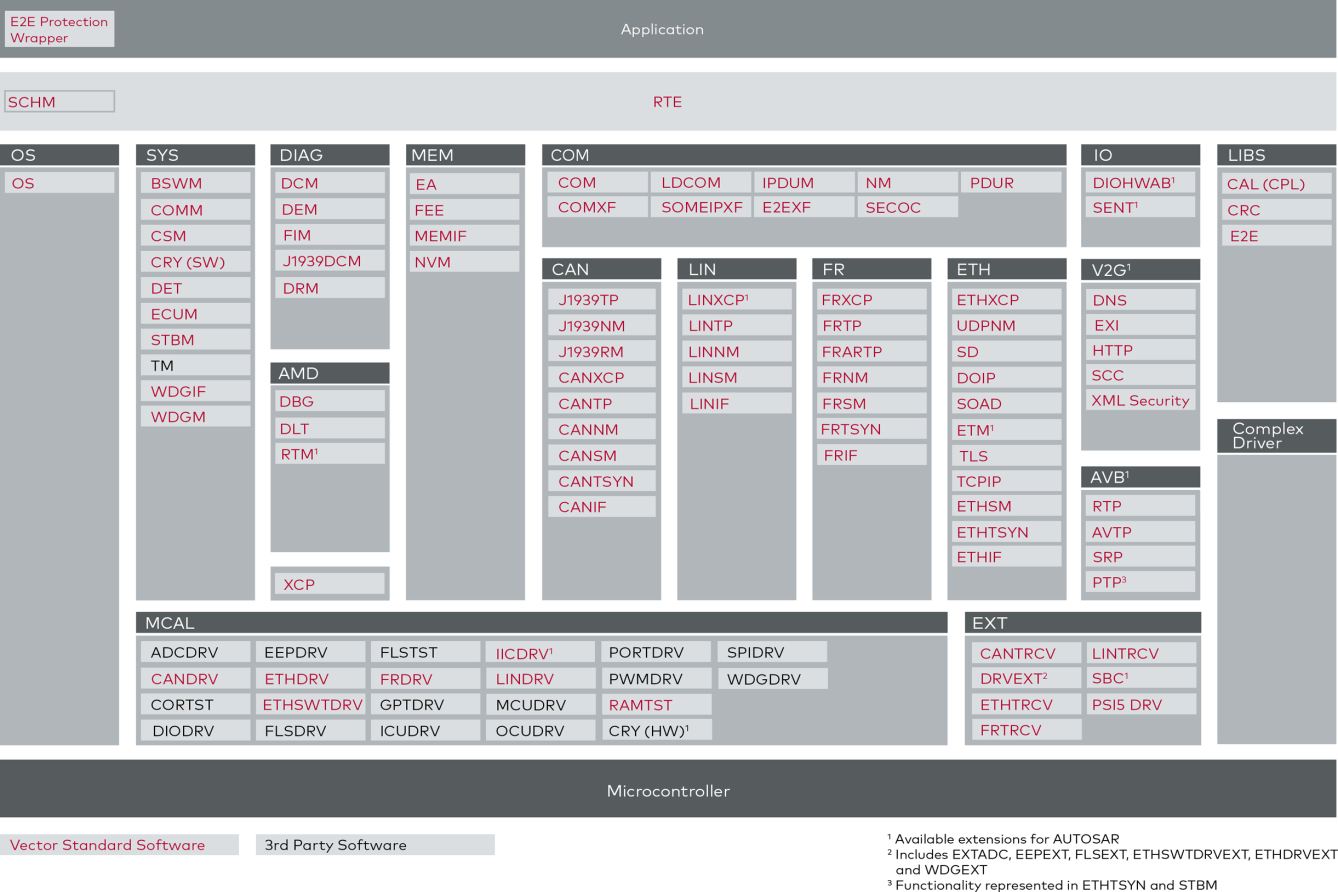 E2E Protection
Wrapper
Application
SCHM
RTE
OS
OS
SYS
BSWM
COMM
CSM
CRY (SW)
DET
ECUM
STBM
TM
WDGIF
WDGM
DIAG
DCM
DEM
FIM
J1939DCM
DRM
AMD
DBG
DLT
RTM¹
XCP
MEM
EA
FEE
MEMIF
NVM
COM
COM LDCOM IPDUM NM PDUR
COMXF SOMEIPXF E2EXF SECOC
CAN
J1939TP
J1939NM
J1939RM
CANXCP
CANTP
CANNM
CANSM
CANTSYN
CANIF
LIN
LINXCP¹
LINTP
LINNM
LINSM
LINIF
FR
FRXCP
FRTP
FRARTP
FRNM
FRSM
FRTSYN
FRIF
ETH
ETHXCP
UDPNM
SD
DOIP
SOAD
ETM¹
TLS
TCPIP
ETHSM
ETHTSYN
ETHIF
IO
DIOHWAB¹
SENT¹
V2G¹
DNS
EXI
HTTP
SCC
XML Security
AVB¹
RTP
AVTP
SRP
PTP³
LIBS
CAL (CPL)
CRC
E2E
Complex
Driver
MCAL
ADCDRV EEPDRV FLSTST IICDRV¹ PORTDRV SPIDRV
CANDRV ETHDRV FRDRV LINDRV PWMDRV WDGDRV
CORTST ETHSWTDRV GPTDRV MCUDRV RAMTST
DIODRV FLSDRV ICUDRV OCUDRV CRY (HW)¹
EXT
CANTRCV LINTRCV
DRVEXT² SBC¹
ETHTRCV PSI5 DRV
FRTRCV
Microcontroller
Vector Standard Software
3rd Party Software
¹ Available extensions for AUTOSAR
² Includes EXTADC, EEPEXT, FLSEXT, ETHSWTDRVEXT, ETHDRVEXT
and WDGEXT
³ Functionality represented in ETHTSYN and STBM